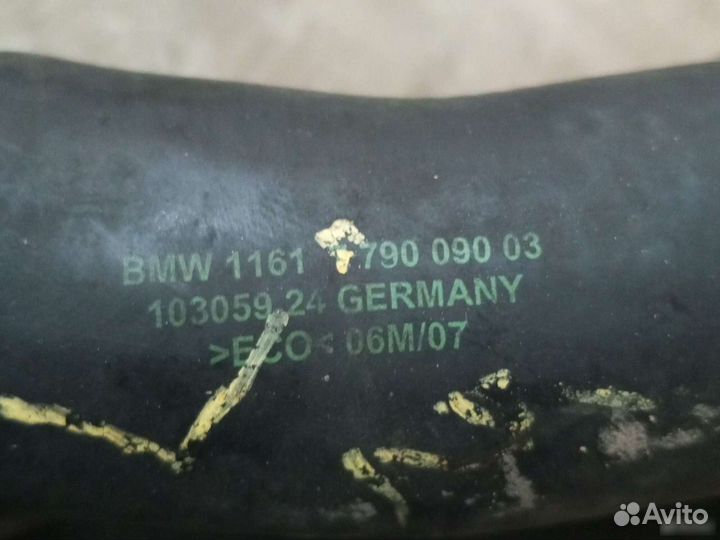 BMW 1161 790 090 03
103059 24 GERMANY
>ECO< 06M/07
Avito